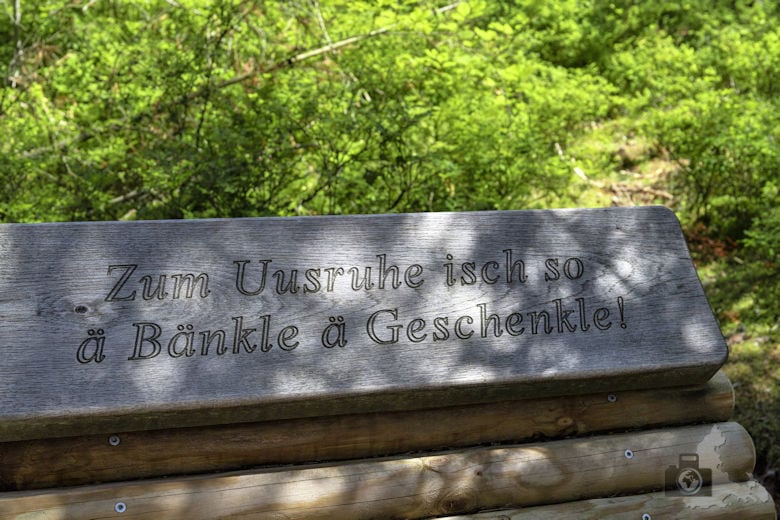 Zum Uusruhe isch so
ä Bänkle ä Geschenkle!